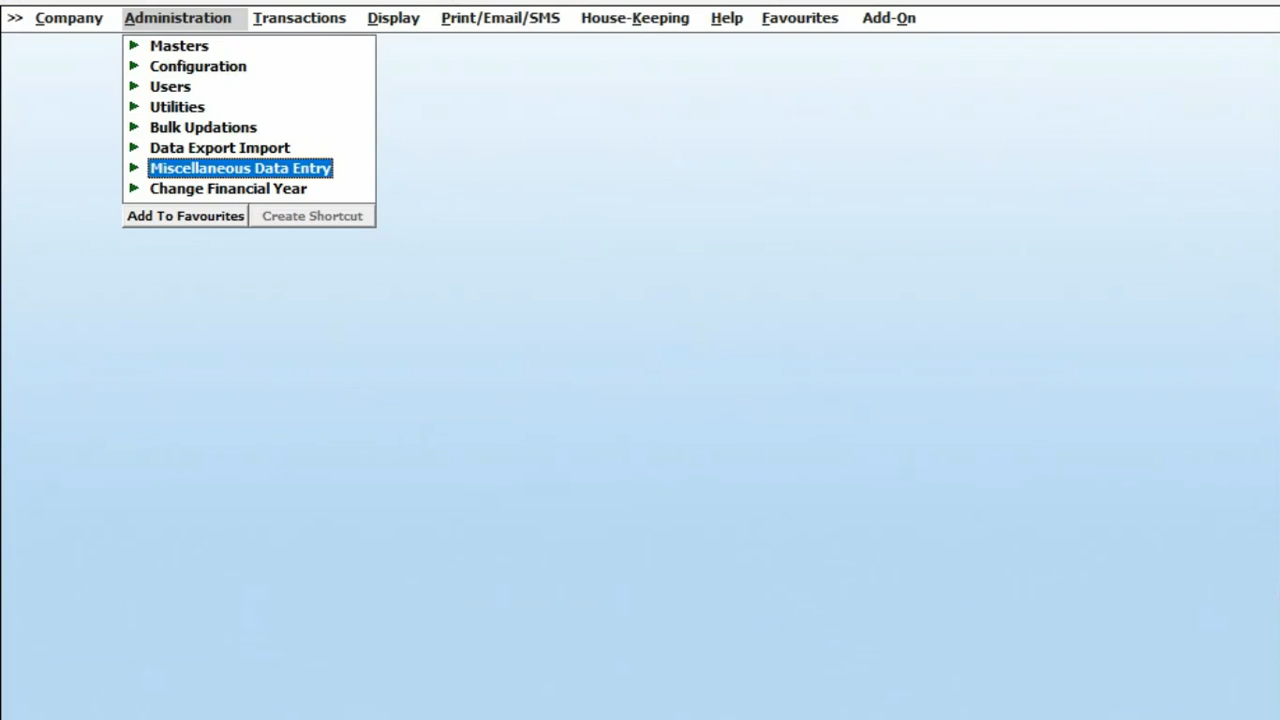 >> Company Administration Transactions Display Print/Email/SMS House-Keeping Help Favourites Add-On
Masters
Configuration
Users
Utilities
Bulk Updations
Data Export Import
Miscellaneous Data Entry
Change Financial Year
Add To Favourites Create Shortcut